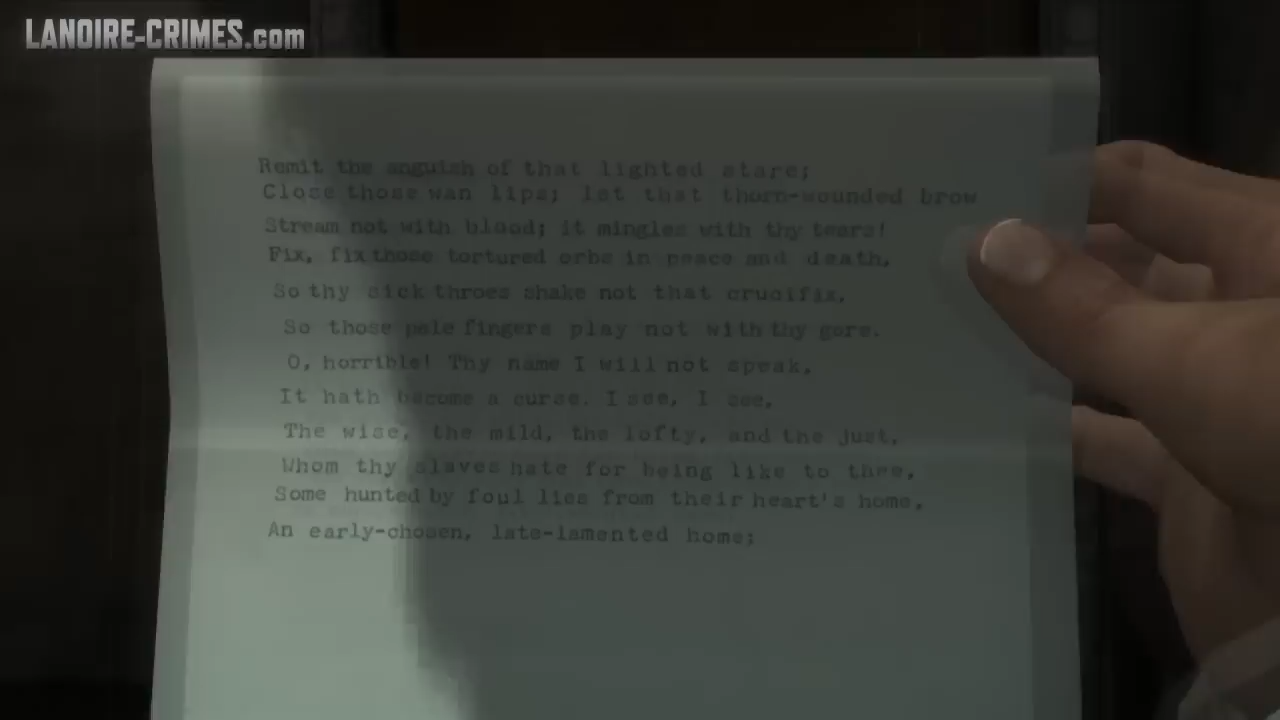 LANOIRE-CRIMES.com
Remit the anguish of that lighted stare;
Close those wan lips; let that thorn-wounded brow
Stream not with blood; it mingles with thy tears!
Fix, fix those tortured orbs in peace and death,
So thy sick throes shake not that crucifix,
So those pale fingers play not with thy gore.
O, horrible! Thy name I will not speak,
It hath become a curse. I see, I see,
The wise, the mild, the lofty, and the just,
Whom thy slaves hate for being like to thee,
Some hunted by foul lies from their heart's home,
An early-chosen, late-lamented home;